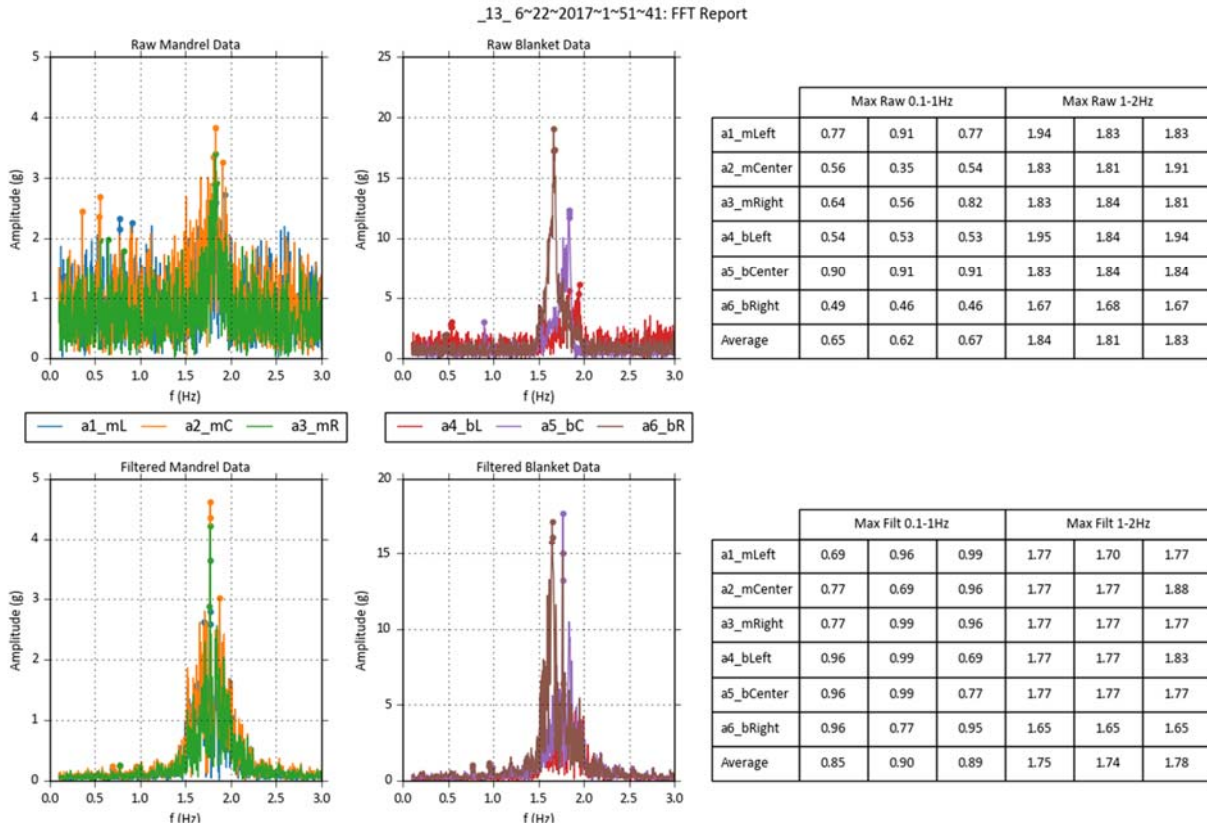 _13_ 6~22~2017~1~51~41: FFT Report
Raw Mandrel Data
5
4
3
2
1
0
Amplitude (g)
0.0 0.5 1.0 1.5 2.0 2.5 3.0
f (Hz)
Raw Blanket Data
25
20
15
10
5
0
Amplitude (g)
0.0 0.5 1.0 1.5 2.0 2.5 3.0
f (Hz)
Max Raw 0.1-1Hz Max Raw 1-2Hz
a1_mLeft 0.77 0.91 0.77 1.94 1.83 1.83
a2_mCenter 0.56 0.35 0.54 1.83 1.81 1.91
a3_mRight 0.64 0.56 0.82 1.83 1.84 1.81
a4_bLeft 0.54 0.53 0.53 1.95 1.84 1.94
a5_bCenter 0.90 0.91 0.91 1.83 1.84 1.84
a6_bRight 0.49 0.46 0.46 1.67 1.68 1.67
Average 0.65 0.62 0.67 1.84 1.81 1.83
a1_mL a2_mC a3_mR
a4_bL a5_bC a6_bR
Filtered Mandrel Data
5
4
3
2
1
0
Amplitude (g)
0.0 0.5 1.0 1.5 2.0 2.5 3.0
f (Hz)
Filtered Blanket Data
20
15
10
5
0
Amplitude (g)
0.0 0.5 1.0 1.5 2.0 2.5 3.0
f (Hz)
Max Filt 0.1-1Hz Max Filt 1-2Hz
a1_mLeft 0.69 0.96 0.99 1.77 1.70 1.77
a2_mCenter 0.77 0.69 0.96 1.77 1.77 1.88
a3_mRight 0.77 0.99 0.96 1.77 1.77 1.77
a4_bLeft 0.96 0.99 0.69 1.77 1.77 1.83
a5_bCenter 0.96 0.99 0.77 1.77 1.77 1.77
a6_bRight 0.96 0.77 0.95 1.65 1.65 1.65
Average 0.85 0.90 0.89 1.75 1.74 1.78